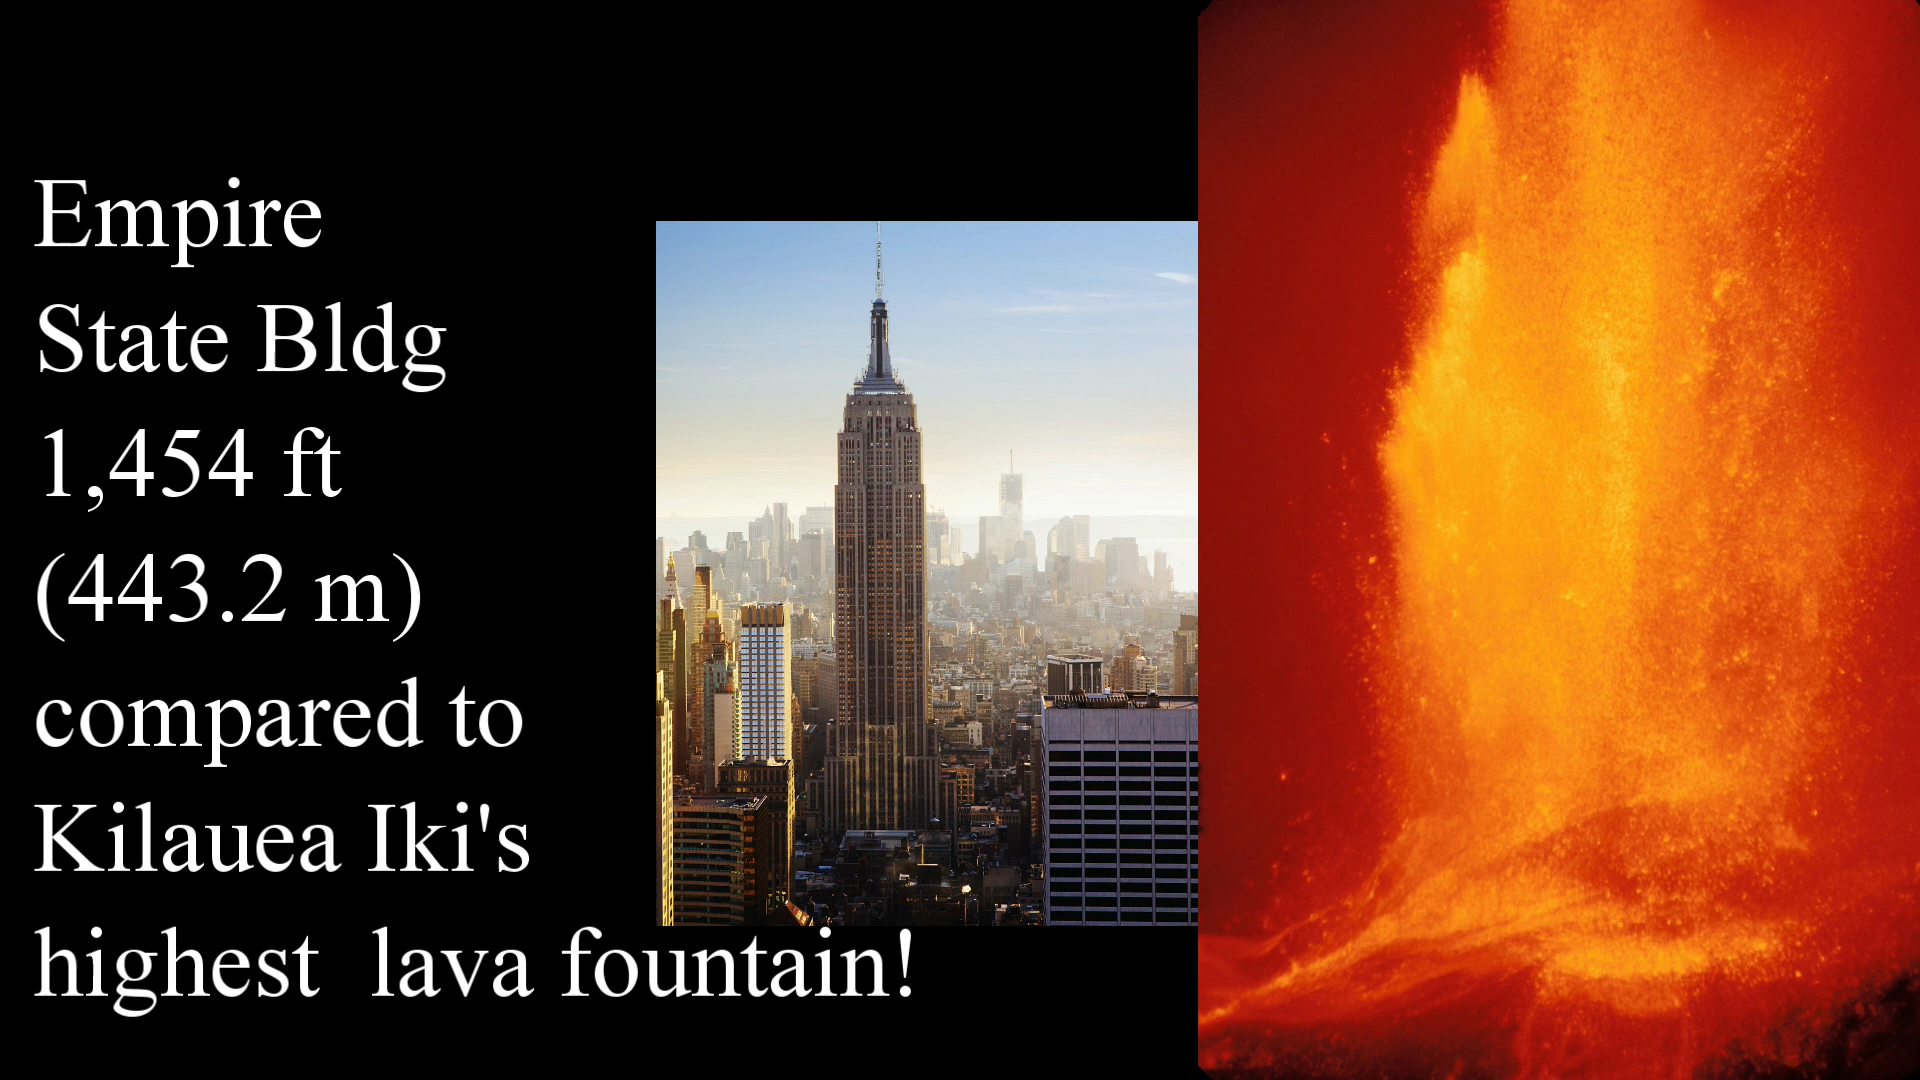 Empire
State Bldg
1,454 ft
(443.2 m)
compared to
Kilauea Iki's
highest  lava fountain!